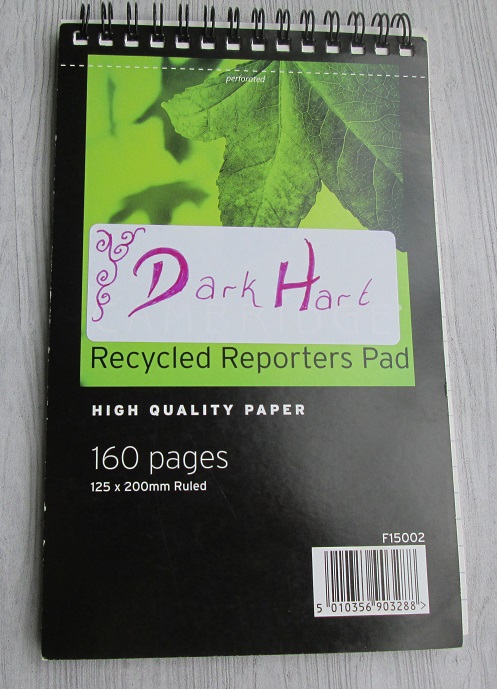 perforated
Dark Hart
Recycled Reporters Pad
HIGH QUALITY PAPER
160 pages
125 x 200mm Ruled
F15002
5 010356 903288 >